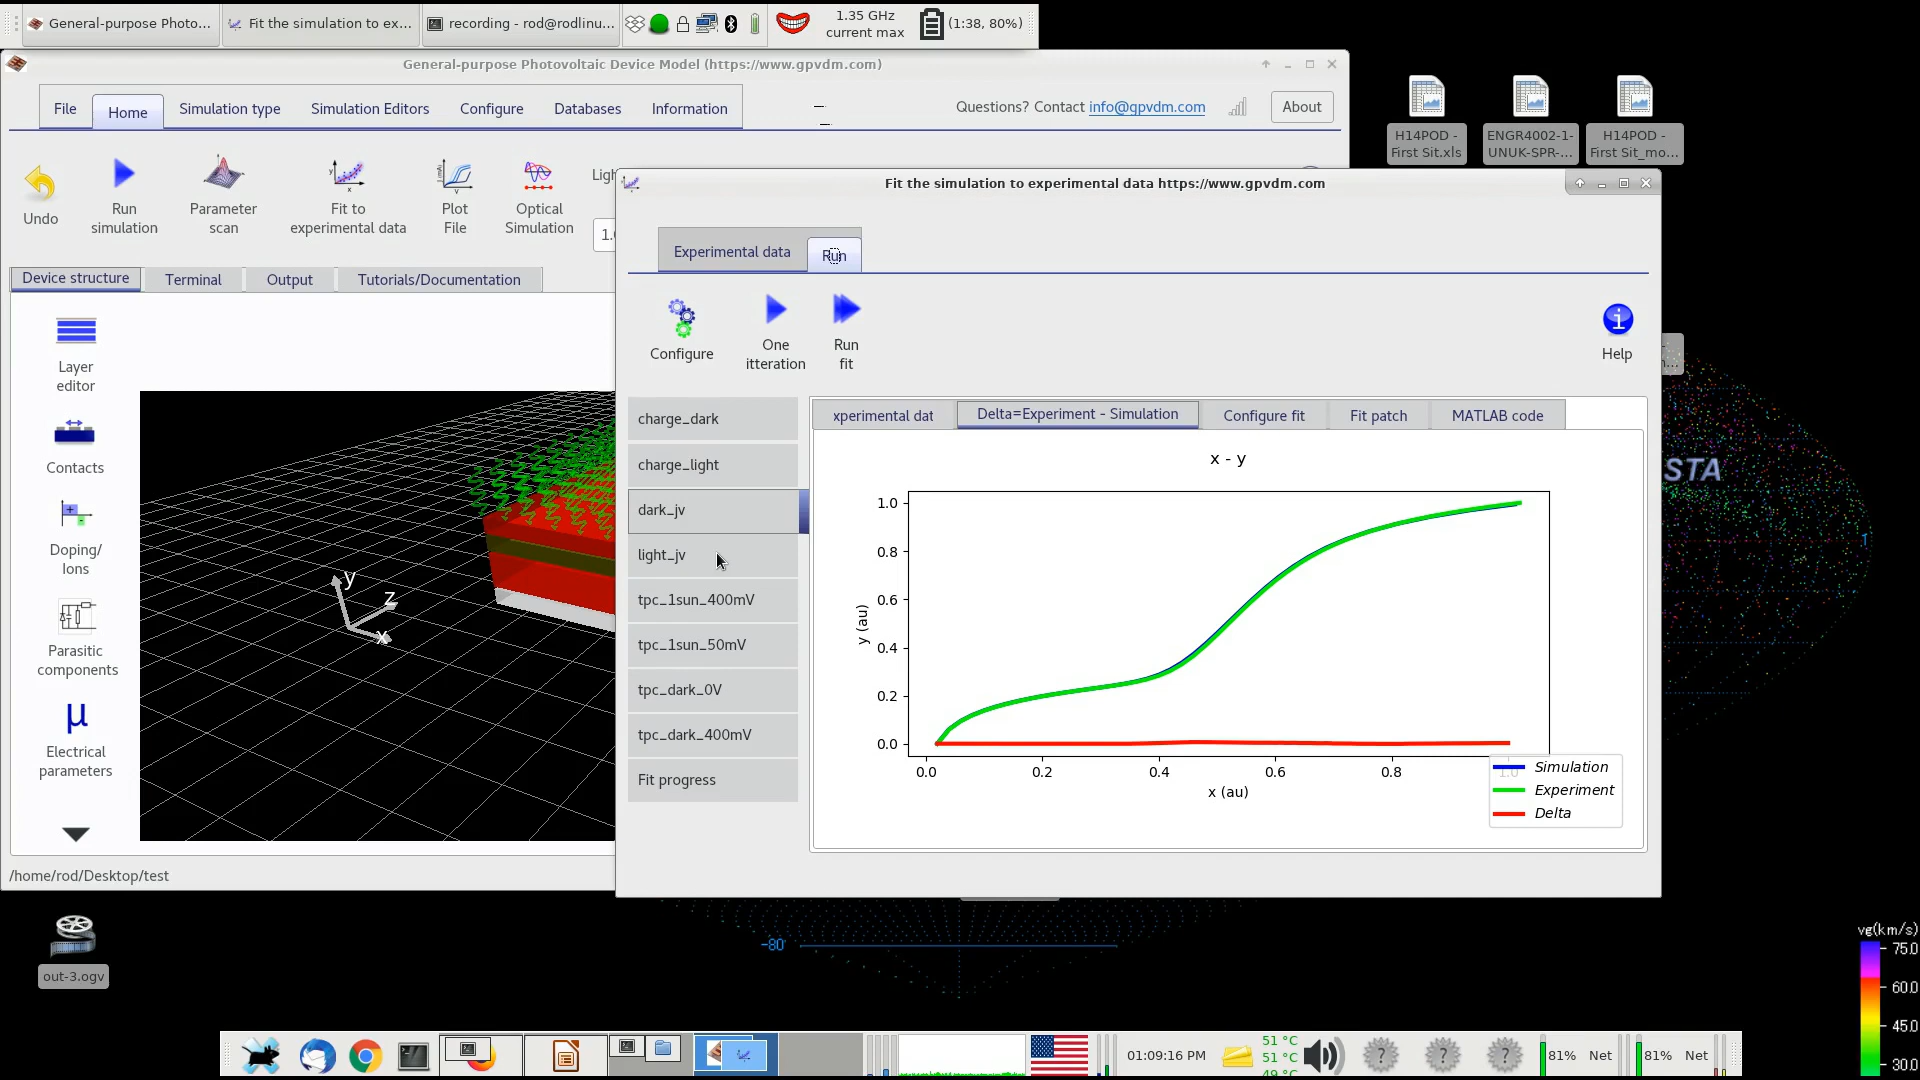 General-purpose Photo...
Fit the simulation to ex...
recording - rod@rodlinu...
1.35 GHz
current max
(1:38, 80%)
General-purpose Photovoltaic Device Model (https://www.gpvdm.com)
File
Home
Simulation type
Simulation Editors
Configure
Databases
Information
Questions? Contact info@gpvdm.com
About
H14POD -
First Sit.xls
ENGR4002-1-
UNUK-SPR-...
H14POD -
First Sit_mo...
Undo
Run
simulation
Parameter
scan
Fit to
experimental data
Plot
File
Optical
Simulation
Ligh
1.
Device structure
Terminal
Output
Tutorials/Documentation
Layer
editor
Contacts
Doping/
Ions
Parasitic
components
μ
Electrical
parameters
y
z
x
/home/rod/Desktop/test
Fit the simulation to experimental data https://www.gpvdm.com
Experimental data
Run
Configure
One
itteration
Run
fit
Help
charge_dark
charge_light
dark_jv
light_jv
tpc_1sun_400mV
tpc_1sun_50mV
tpc_dark_0V
tpc_dark_400mV
Fit progress
xperimental dat
Delta=Experiment - Simulation
Configure fit
Fit patch
MATLAB code
x - y
1.0
0.8
0.6
0.4
0.2
0.0
y (au)
0.0
0.2
0.4
0.6
0.8
1.0
x (au)
Simulation
Experiment
Delta
STA
-80
out-3.ogv
vg(km/s)
75.0
60.0
45.0
30.0
01:09:16 PM
51 °C
51 °C
49 °C
81%
Net
81%
Net